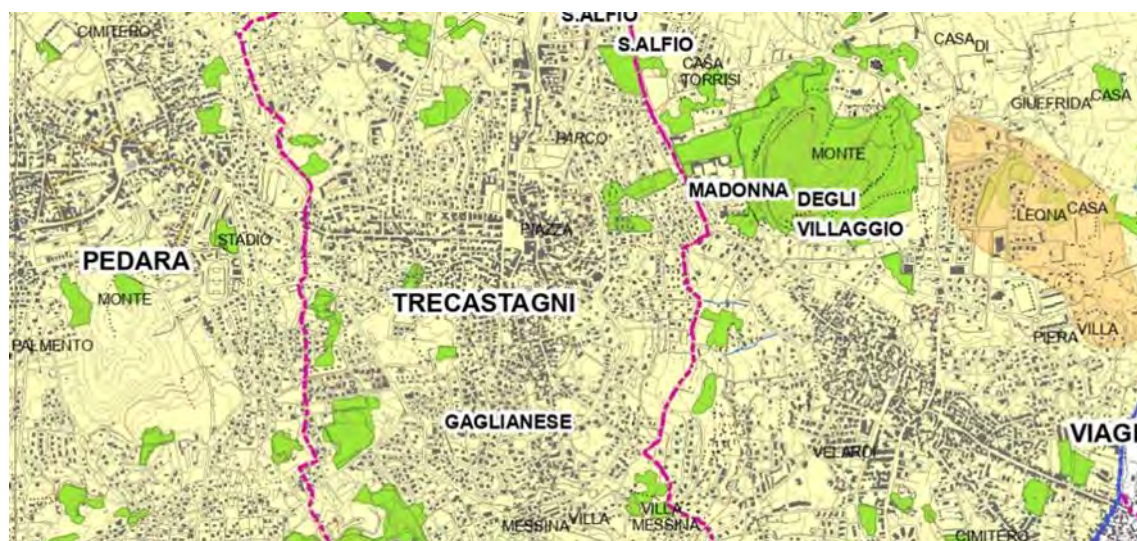 S.ALFIO
CIMITERO
S.ALFIO
CASA DI
CASA
TORRISI
GIUEFRIDA CASA
PARCO
MONTE
MADONNA
DEGLI
LEONA CASA
PIAZZA
VILLAGGIO
STADIO
PEDARA
MONTE
TRECASTAGNI
PIERA VILLA
PALMENTO
GAGLIANESE
VIAGR
VELARDI
MESSINA VILLA
VILLA
MESSINA
CIMITERO